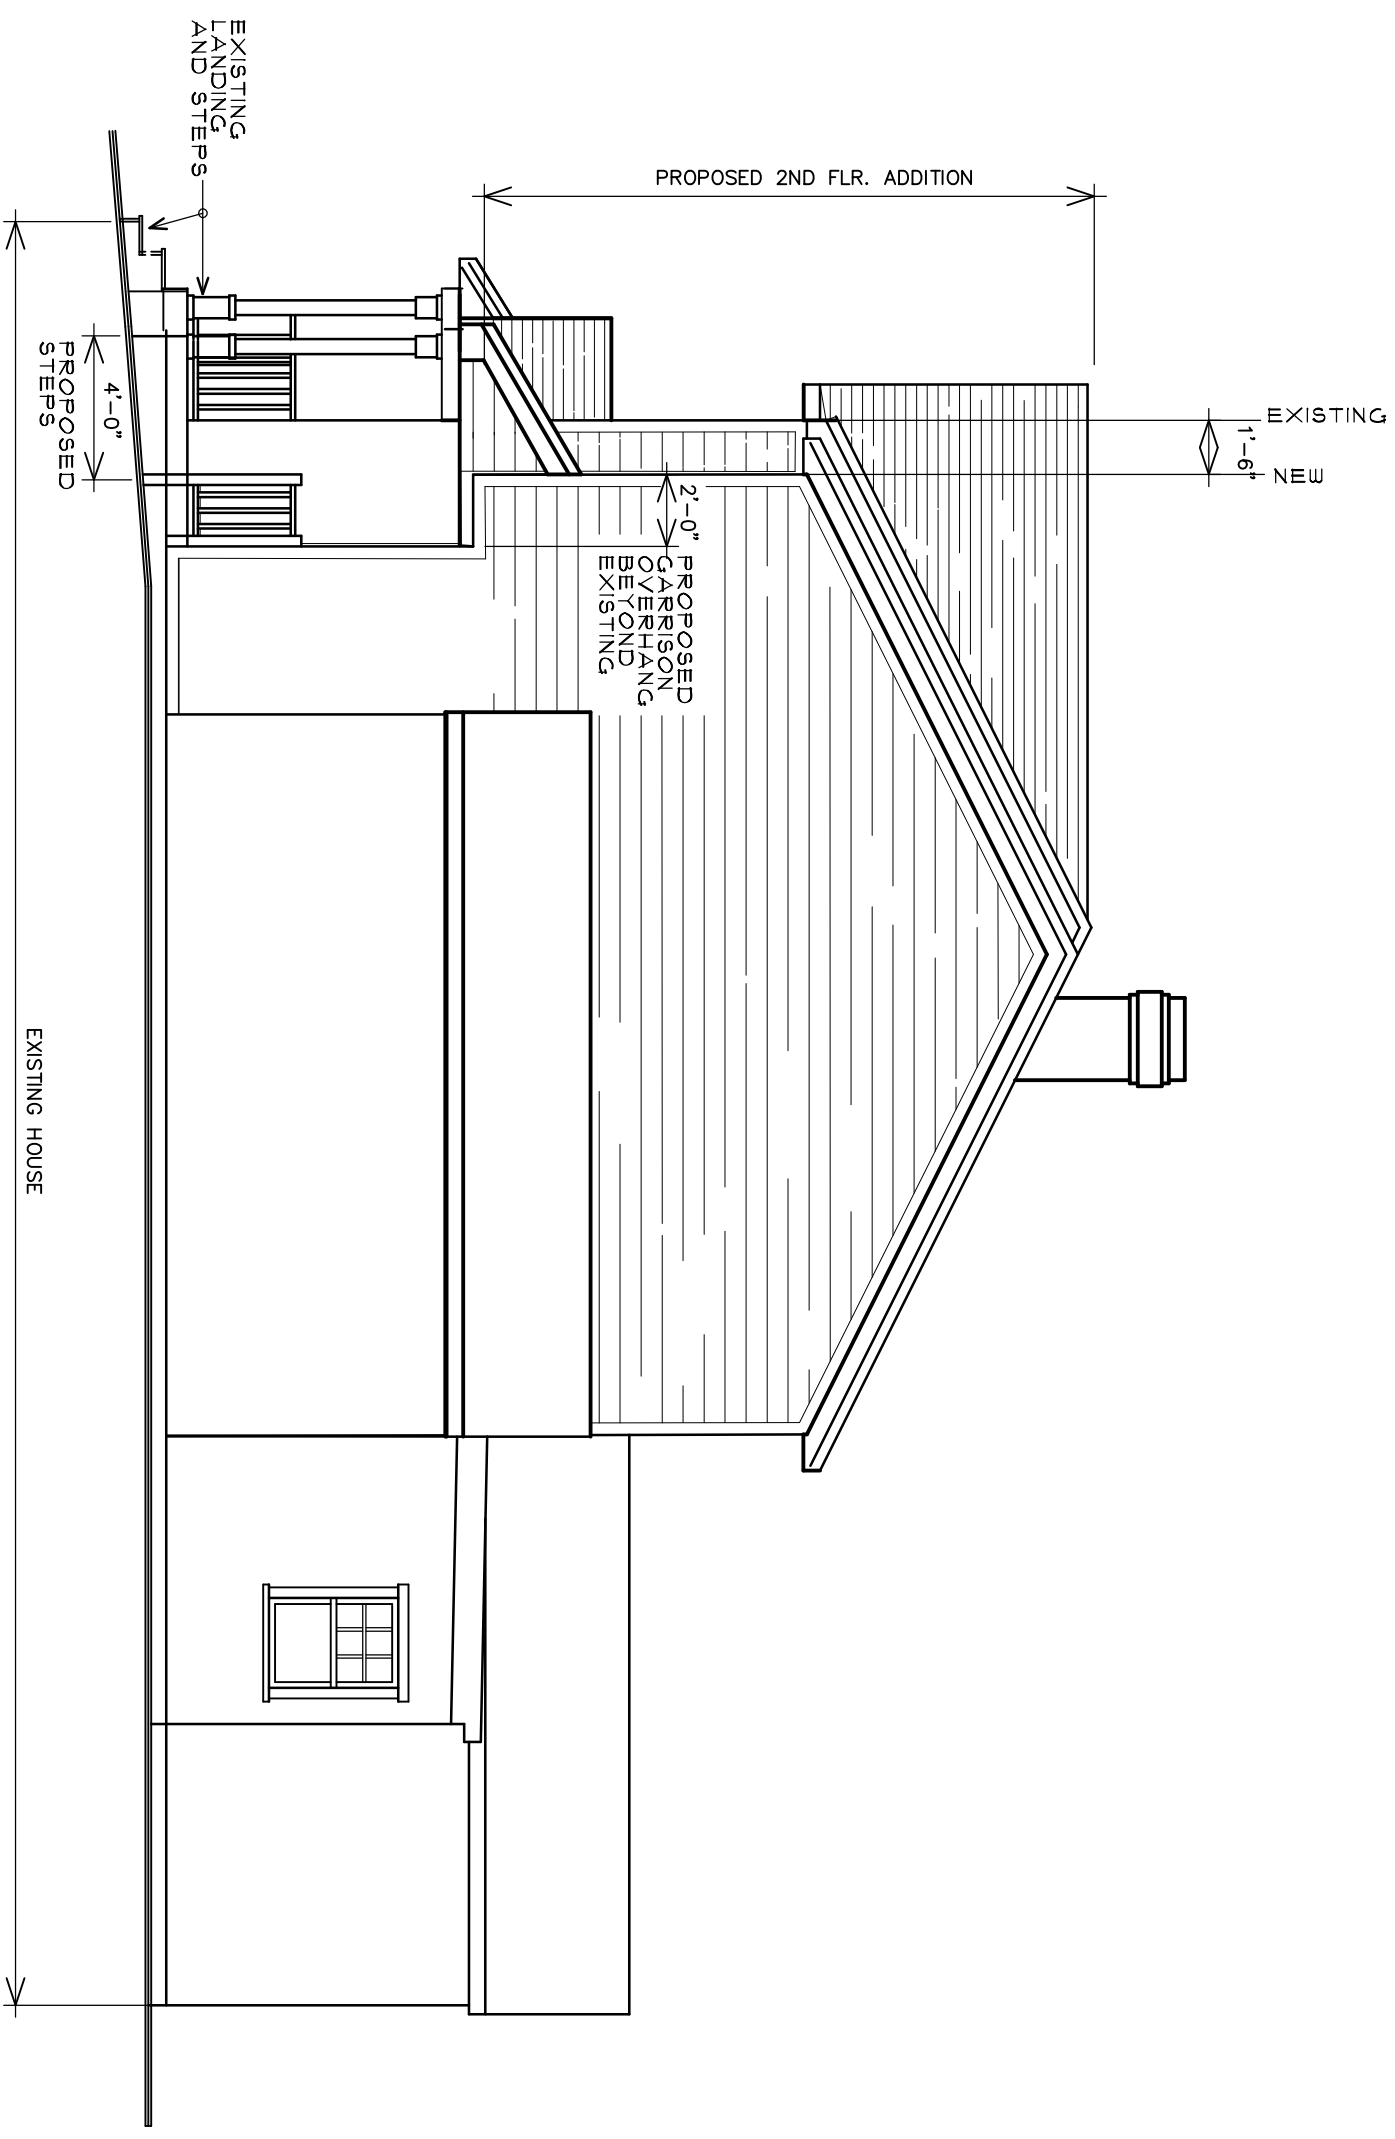 EXISTING
LANDING
AND STEPS
PROPOSED 2ND FLR. ADDITION
EXISTING
1'-6"
NEW
2'-0"
PROPOSED
GARRISON
OVERHANG
BEYOND
EXISTING
4'-0"
PROPOSED
STEPS
EXISTING HOUSE